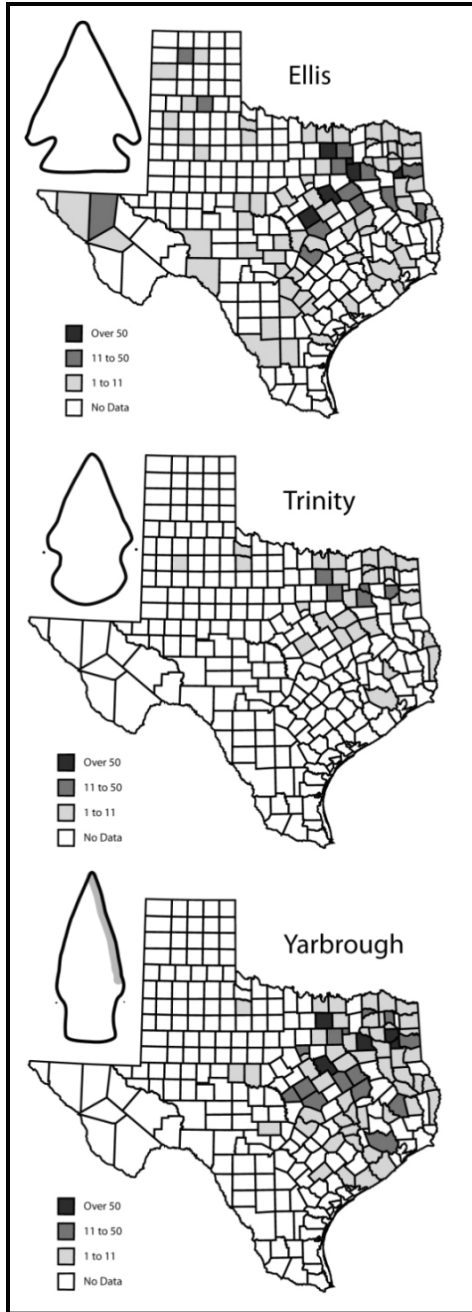 Ellis
Over 50
11 to 50
1 to 11
No Data
Trinity
Over 50
11 to 50
1 to 11
No Data
Yarbrough
Over 50
11 to 50
1 to 11
No Data